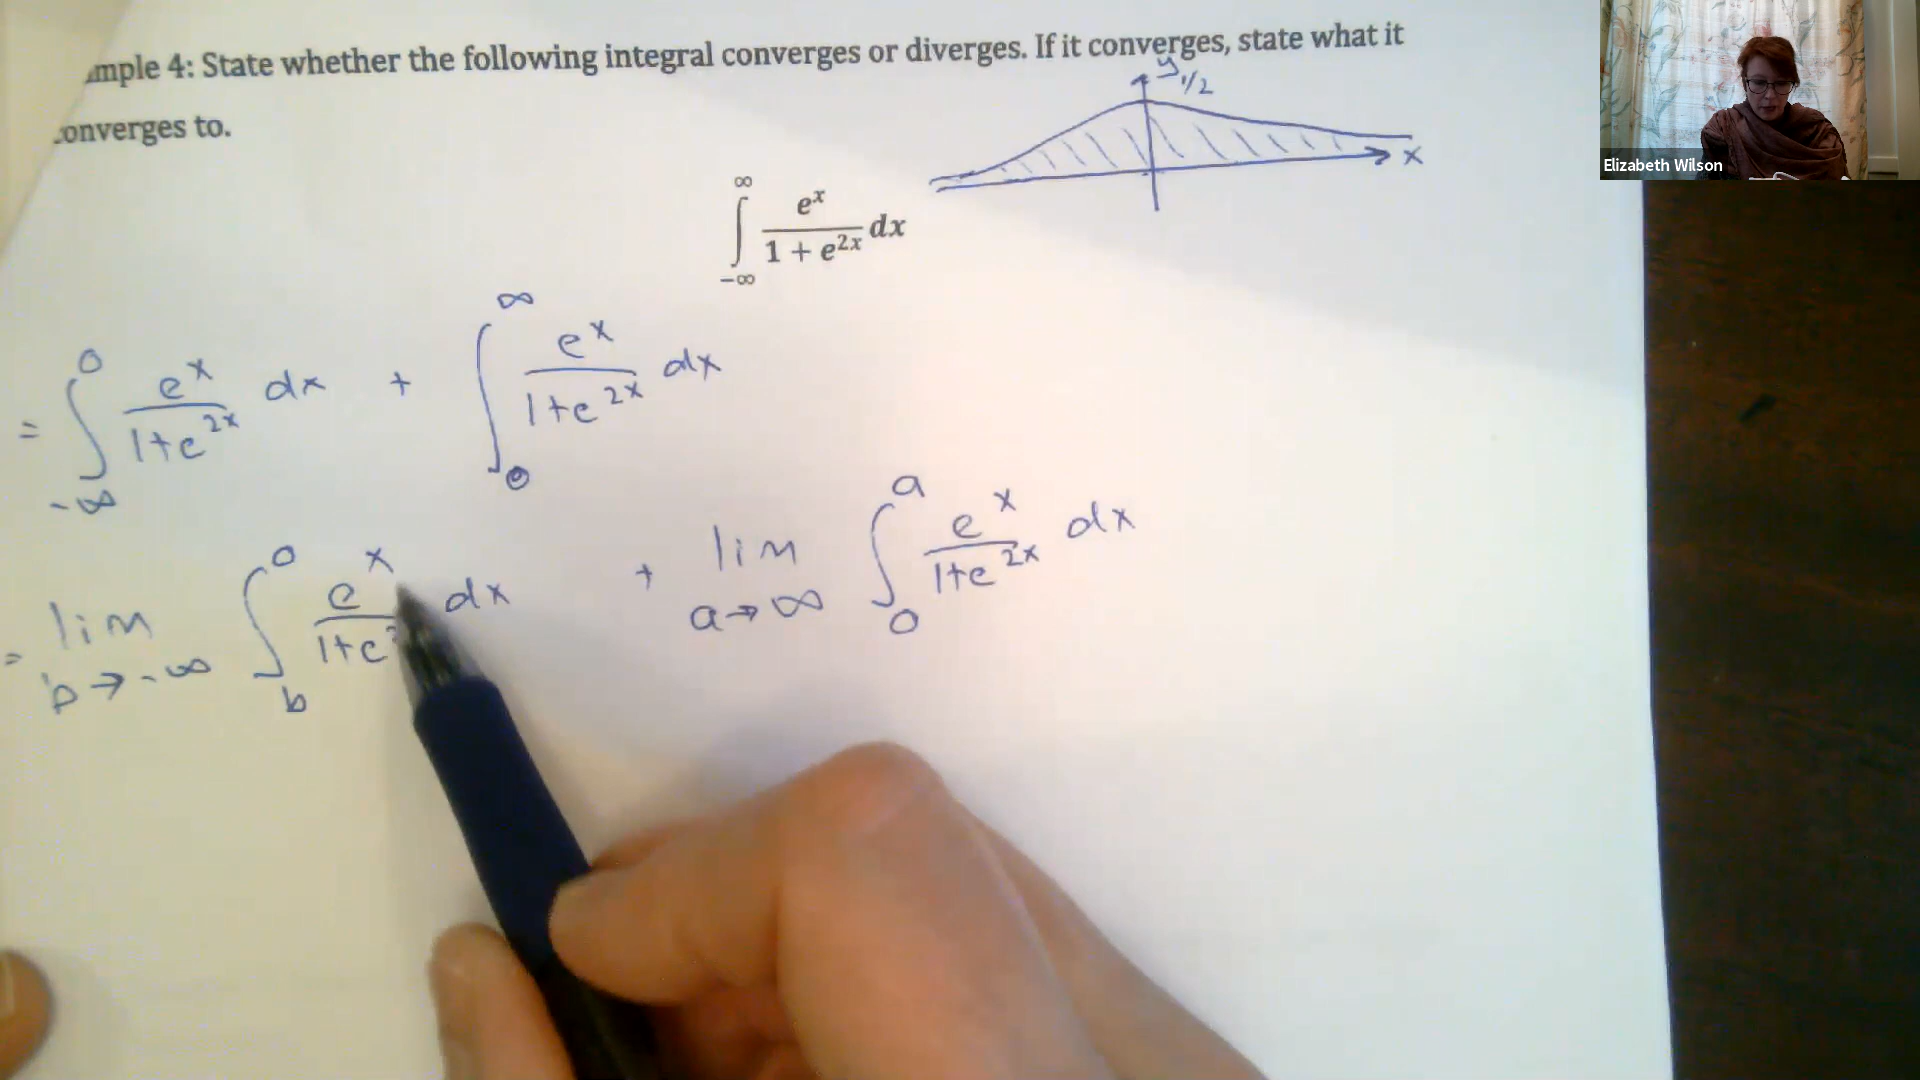 mple 4: State whether the following integral converges or diverges. If it converges, state what it
onverges to.
y
1/2
x
Elizabeth Wilson
∞
∫ e^x / (1 + e^{2x}) dx
-∞
= ∫_{-∞}^{0} e^x / (1+e^{2x}) dx + ∫_{0}^{∞} e^x / (1+e^{2x}) dx
= lim_{b→-∞} ∫_{b}^{0} e^x / (1+e^2 dx + lim_{a→∞} ∫_{0}^{a} e^x / (1+e^{2x}) dx